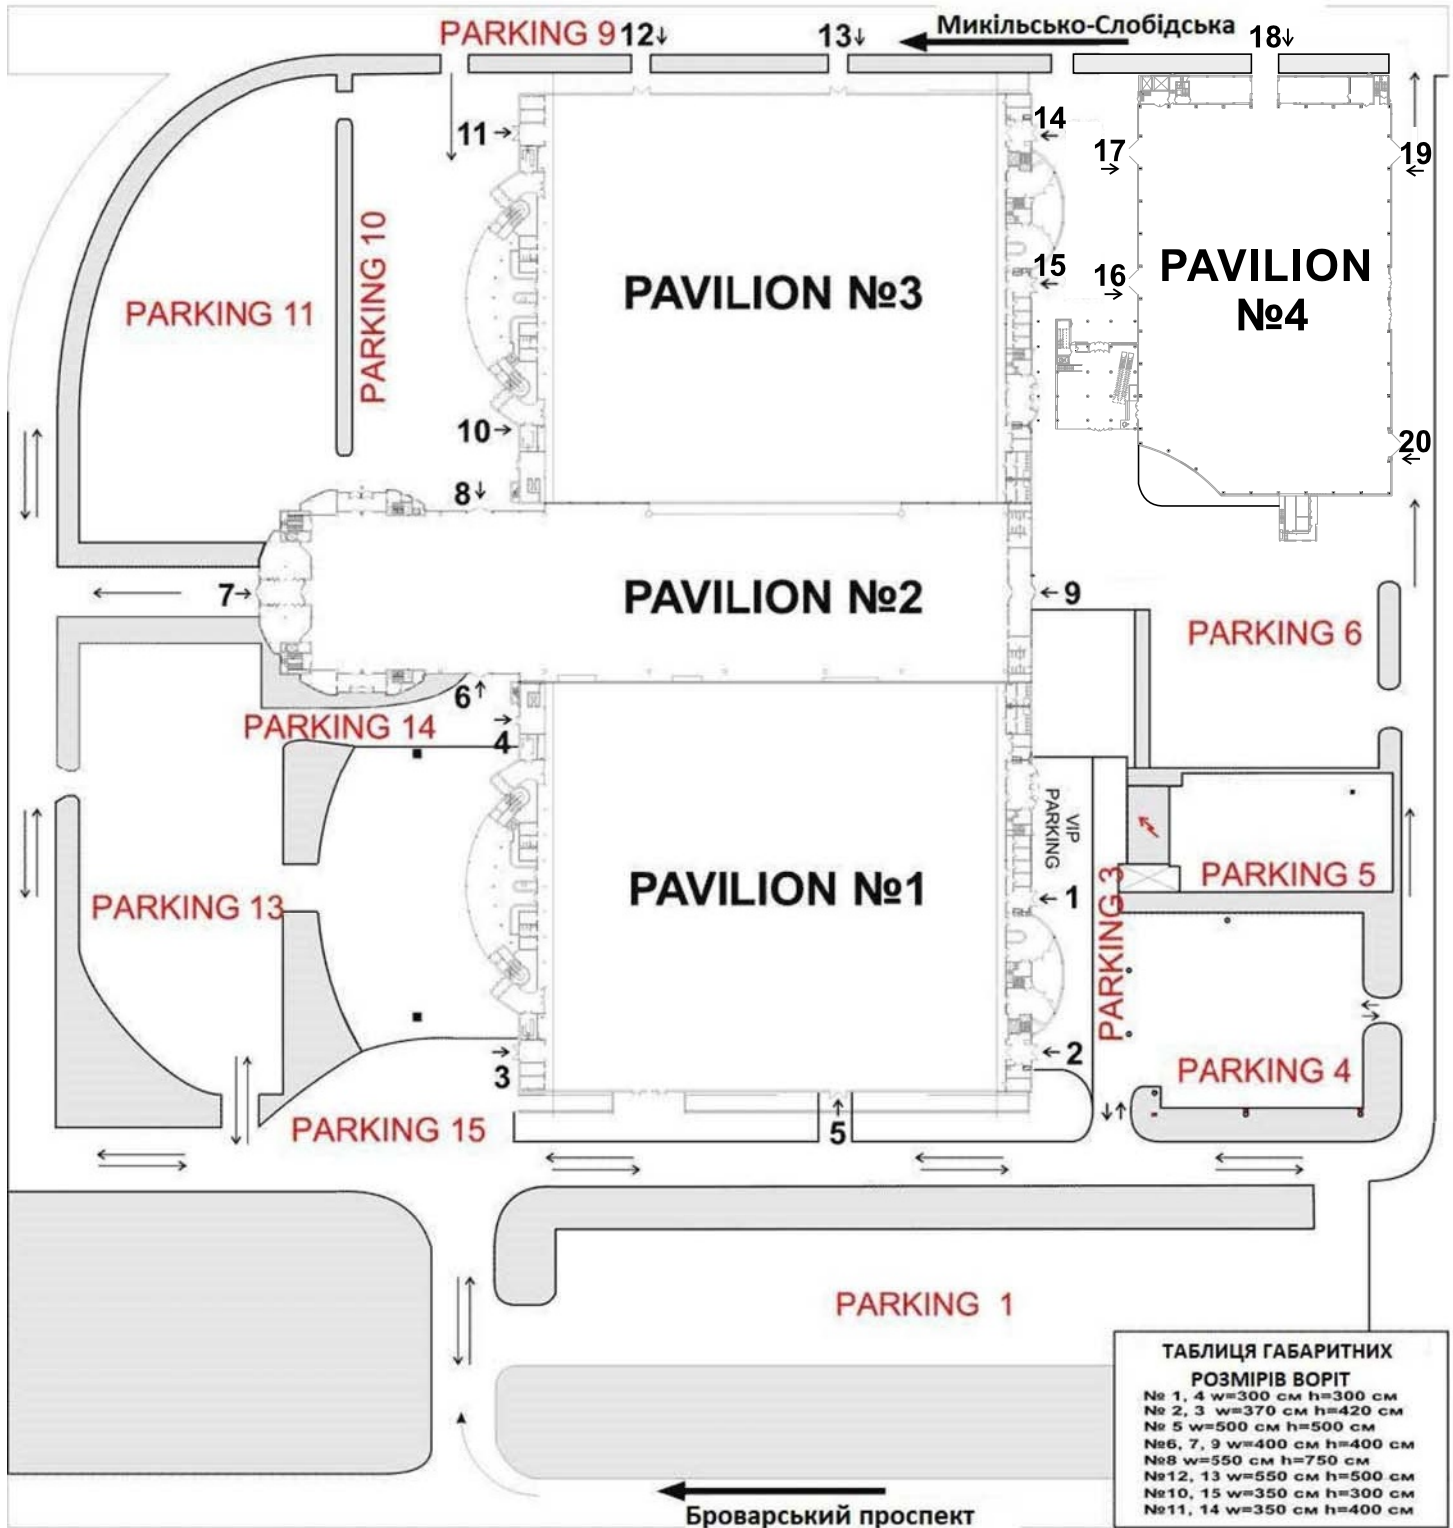 Микільсько-Слобідська
PARKING 9
12↓
13↓
18↓
11→
14
←
17
→
19
←
PARKING 10
PARKING 11
PAVILION №3
15
←
16
→
PAVILION
№4
10→
20
←
8↓
7→
PAVILION №2
←9
PARKING 6
6↑
→
4
PARKING 14
VIP
PARKING
PARKING 3
PARKING 5
PAVILION №1
←1
PARKING 13
→
3
←2
PARKING 4
↑
5
PARKING 15
PARKING 1
Броварський проспект
ТАБЛИЦЯ ГАБАРИТНИХ
РОЗМІРІВ ВОРІТ
№ 1, 4 w=300 см h=300 см
№ 2, 3 w=370 см h=420 см
№ 5 w=500 см h=500 см
№6, 7, 9 w=400 см h=400 см
№8 w=550 см h=750 см
№12, 13 w=550 см h=500 см
№10, 15 w=350 см h=300 см
№11, 14 w=350 см h=400 см